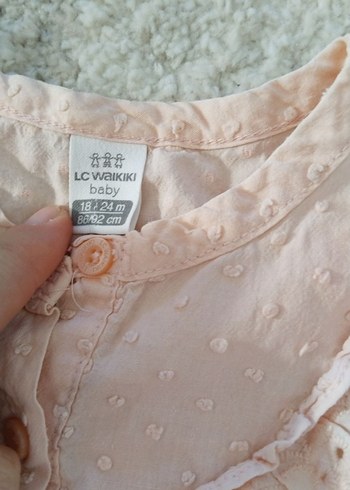 LC WAIKIKI
baby
18 / 24 m
86/92 cm